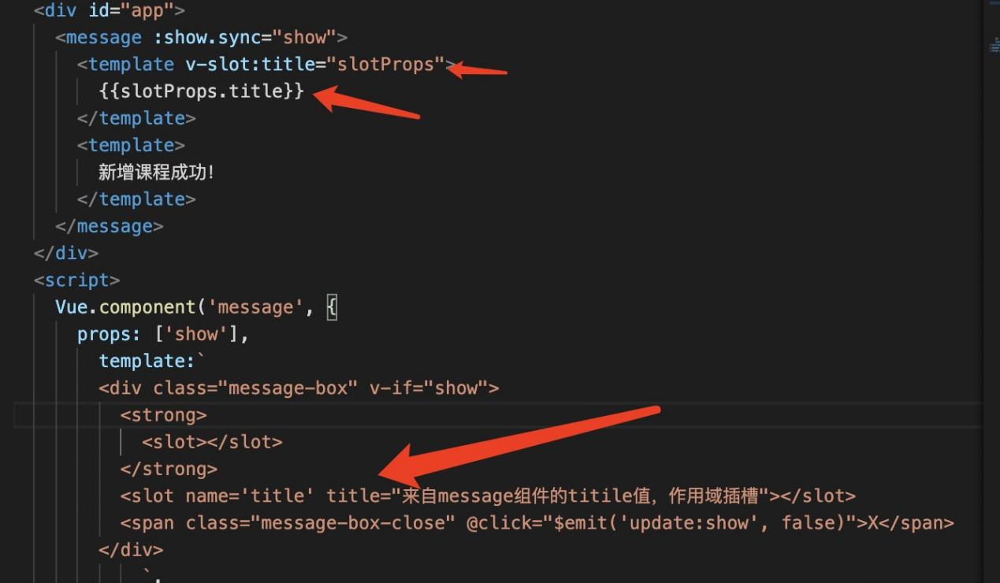 <div id="app">
<message :show.sync="show">
<template v-slot:title="slotProps">
{{slotProps.title}}
</template>
<template>
新增课程成功!
</template>
</message>
</div>
<script>
Vue.component('message', {
props: ['show'],
template:`
<div class="message-box" v-if="show">
<strong>
<slot></slot>
</strong>
<slot name='title' title="来自message组件的titile值，作用域插槽"></slot>
<span class="message-box-close" @click="$emit('update:show', false)">X</span>
</div>
`,